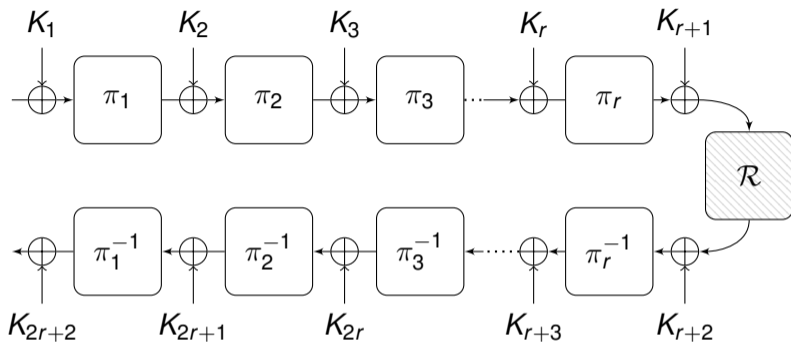 K₁ K₂ K₃ Kᵣ Kᵣ₊₁
π₁ π₂ π₃ ... πᵣ
ℛ
π₁⁻¹ π₂⁻¹ π₃⁻¹ ...... πᵣ⁻¹
K₂ᵣ₊₂ K₂ᵣ₊₁ K₂ᵣ Kᵣ₊₃ Kᵣ₊₂